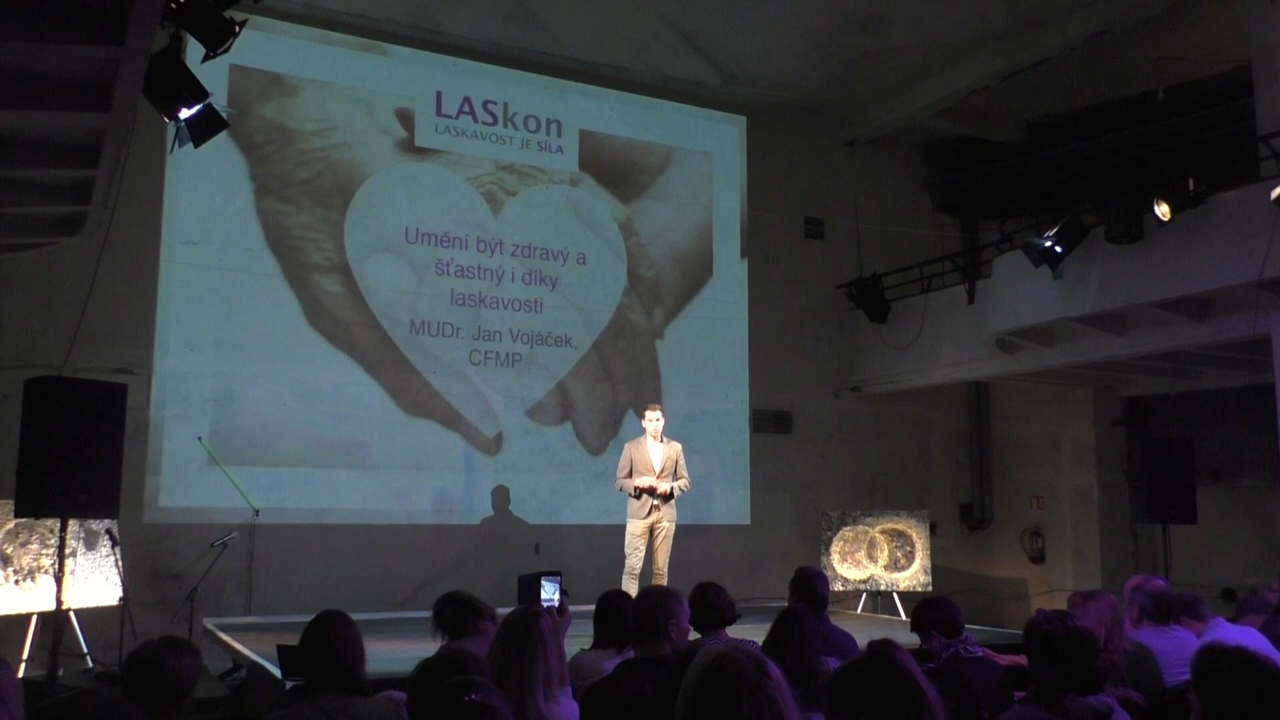 LASkon
LASKAVOST JE SÍLA
Umění být zdravý a
šťastný i díky
laskavosti
MUDr. Jan Vojáček,
CFMP